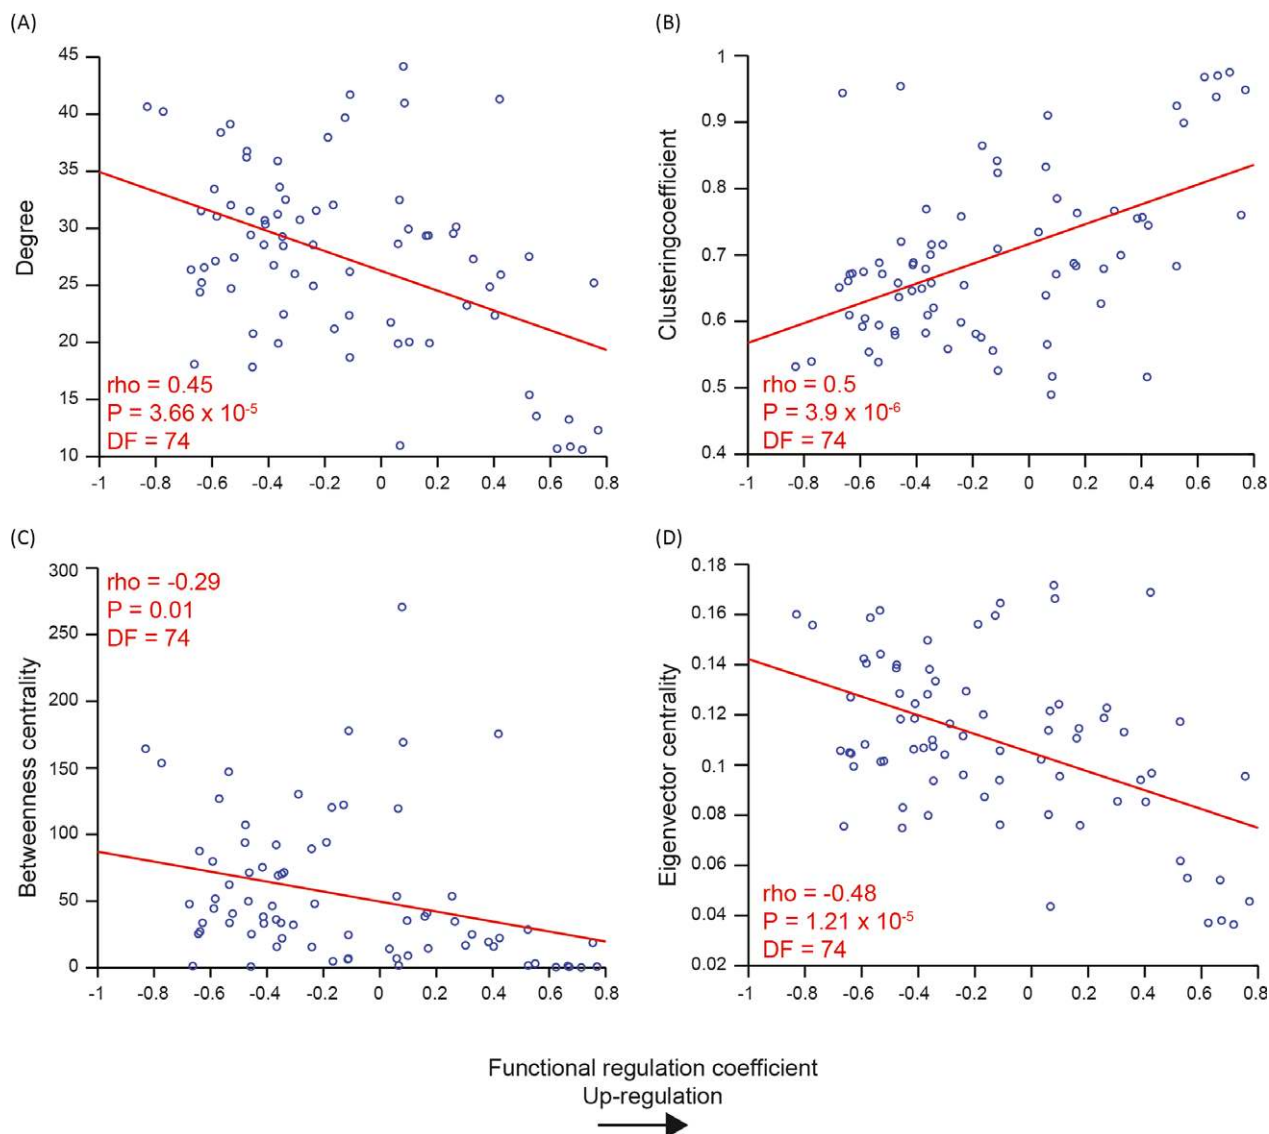 (A)
45
40
35
30
25
20
15
10
Degree
rho = 0.45
P = 3.66 x 10-5
DF = 74
-1 -0.8 -0.6 -0.4 -0.2 0 0.2 0.4 0.6 0.8
(B)
1
0.9
0.8
0.7
0.6
0.5
0.4
Clusteringcoefficient
rho = 0.5
P = 3.9 x 10-6
DF = 74
-1 -0.8 -0.6 -0.4 -0.2 0 0.2 0.4 0.6 0.8
(C)
300
250
200
150
100
50
0
Betweenness centrality
rho = -0.29
P = 0.01
DF = 74
-1 -0.8 -0.6 -0.4 -0.2 0 0.2 0.4 0.6 0.8
(D)
0.18
0.16
0.14
0.12
0.1
0.08
0.06
0.04
0.02
Eigenvector centrality
rho = -0.48
P = 1.21 x 10-5
DF = 74
-1 -0.8 -0.6 -0.4 -0.2 0 0.2 0.4 0.6 0.8
Functional regulation coefficient
Up-regulation